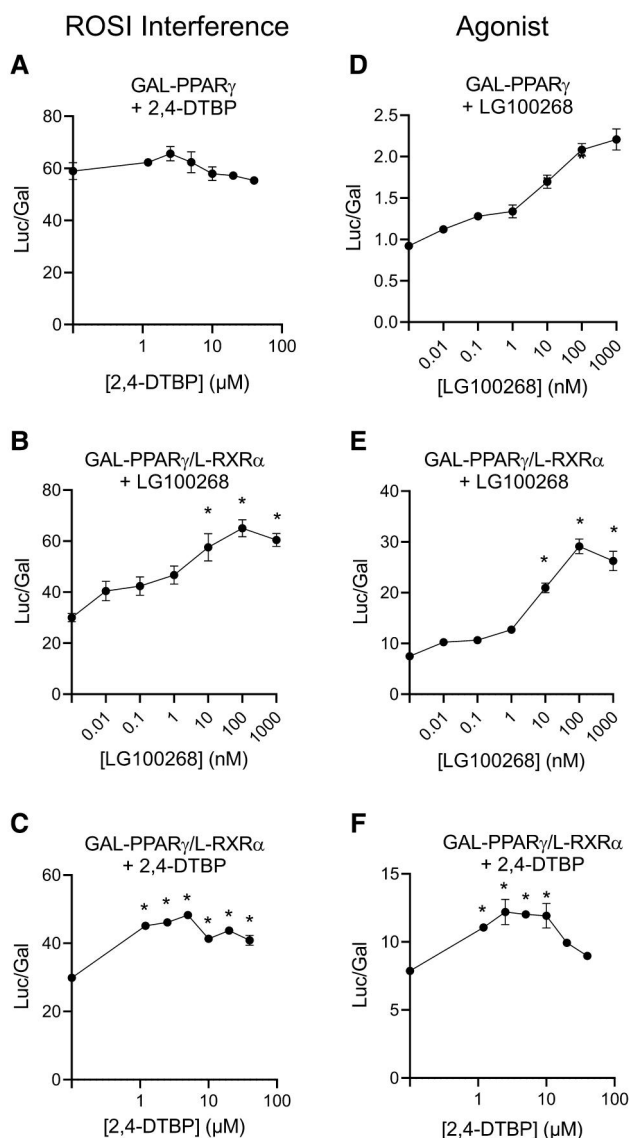 ROSI Interference
Agonist
A
GAL-PPARγ
+ 2,4-DTBP
80
60
40
20
0
Luc/Gal
1
10
100
[2,4-DTBP] (µM)
D
GAL-PPARγ
+ LG100268
2.5
2.0
1.5
1.0
0.5
0.0
Luc/Gal
*
0.01
0.1
1
10
100
1000
[LG100268] (nM)
B
GAL-PPARγ/L-RXRα
+ LG100268
80
60
40
20
0
Luc/Gal
* * *
0.01
0.1
1
10
100
1000
[LG100268] (nM)
E
GAL-PPARγ/L-RXRα
+ LG100268
40
30
20
10
0
Luc/Gal
* * *
0.01
0.1
1
10
100
1000
[LG100268] (nM)
C
GAL-PPARγ/L-RXRα
+ 2,4-DTBP
60
40
20
0
Luc/Gal
* * * * * *
1
10
100
[2,4-DTBP] (µM)
F
GAL-PPARγ/L-RXRα
+ 2,4-DTBP
15
10
5
0
Luc/Gal
* * * *
1
10
100
[2,4-DTBP] (µM)